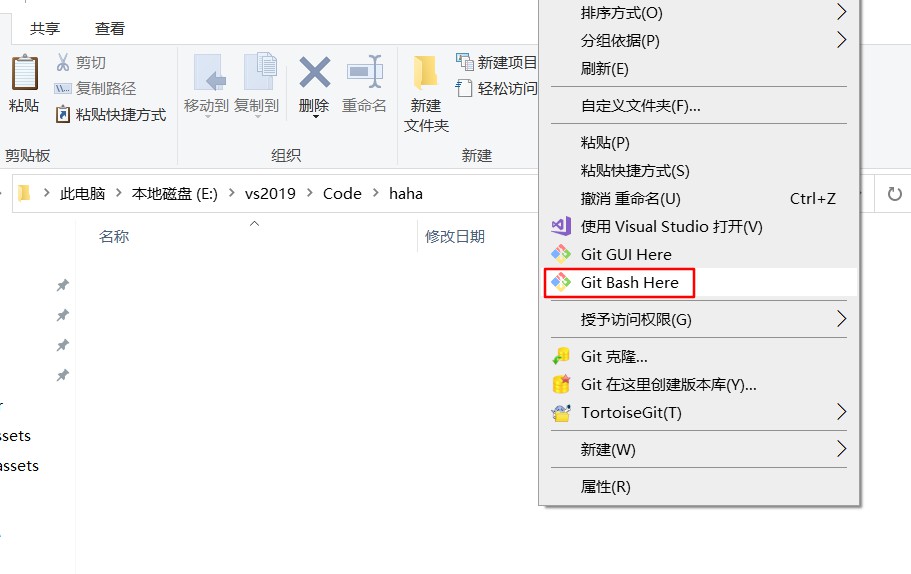 共享 查看
粘贴
剪切
复制路径
粘贴快捷方式
剪贴板
移动到 复制到 删除 重命名
组织
新建
文件夹
新建项目
轻松访问
新建
此电脑 本地磁盘 (E:) vs2019 Code haha
名称 修改日期
ssets
assets
排序方式(O)
分组依据(P)
刷新(E)
自定义文件夹(F)...
粘贴(P)
粘贴快捷方式(S)
撤消 重命名(U) Ctrl+Z
使用 Visual Studio 打开(V)
Git GUI Here
Git Bash Here
授予访问权限(G)
Git 克隆...
Git 在这里创建版本库(Y)...
TortoiseGit(T)
新建(W)
属性(R)